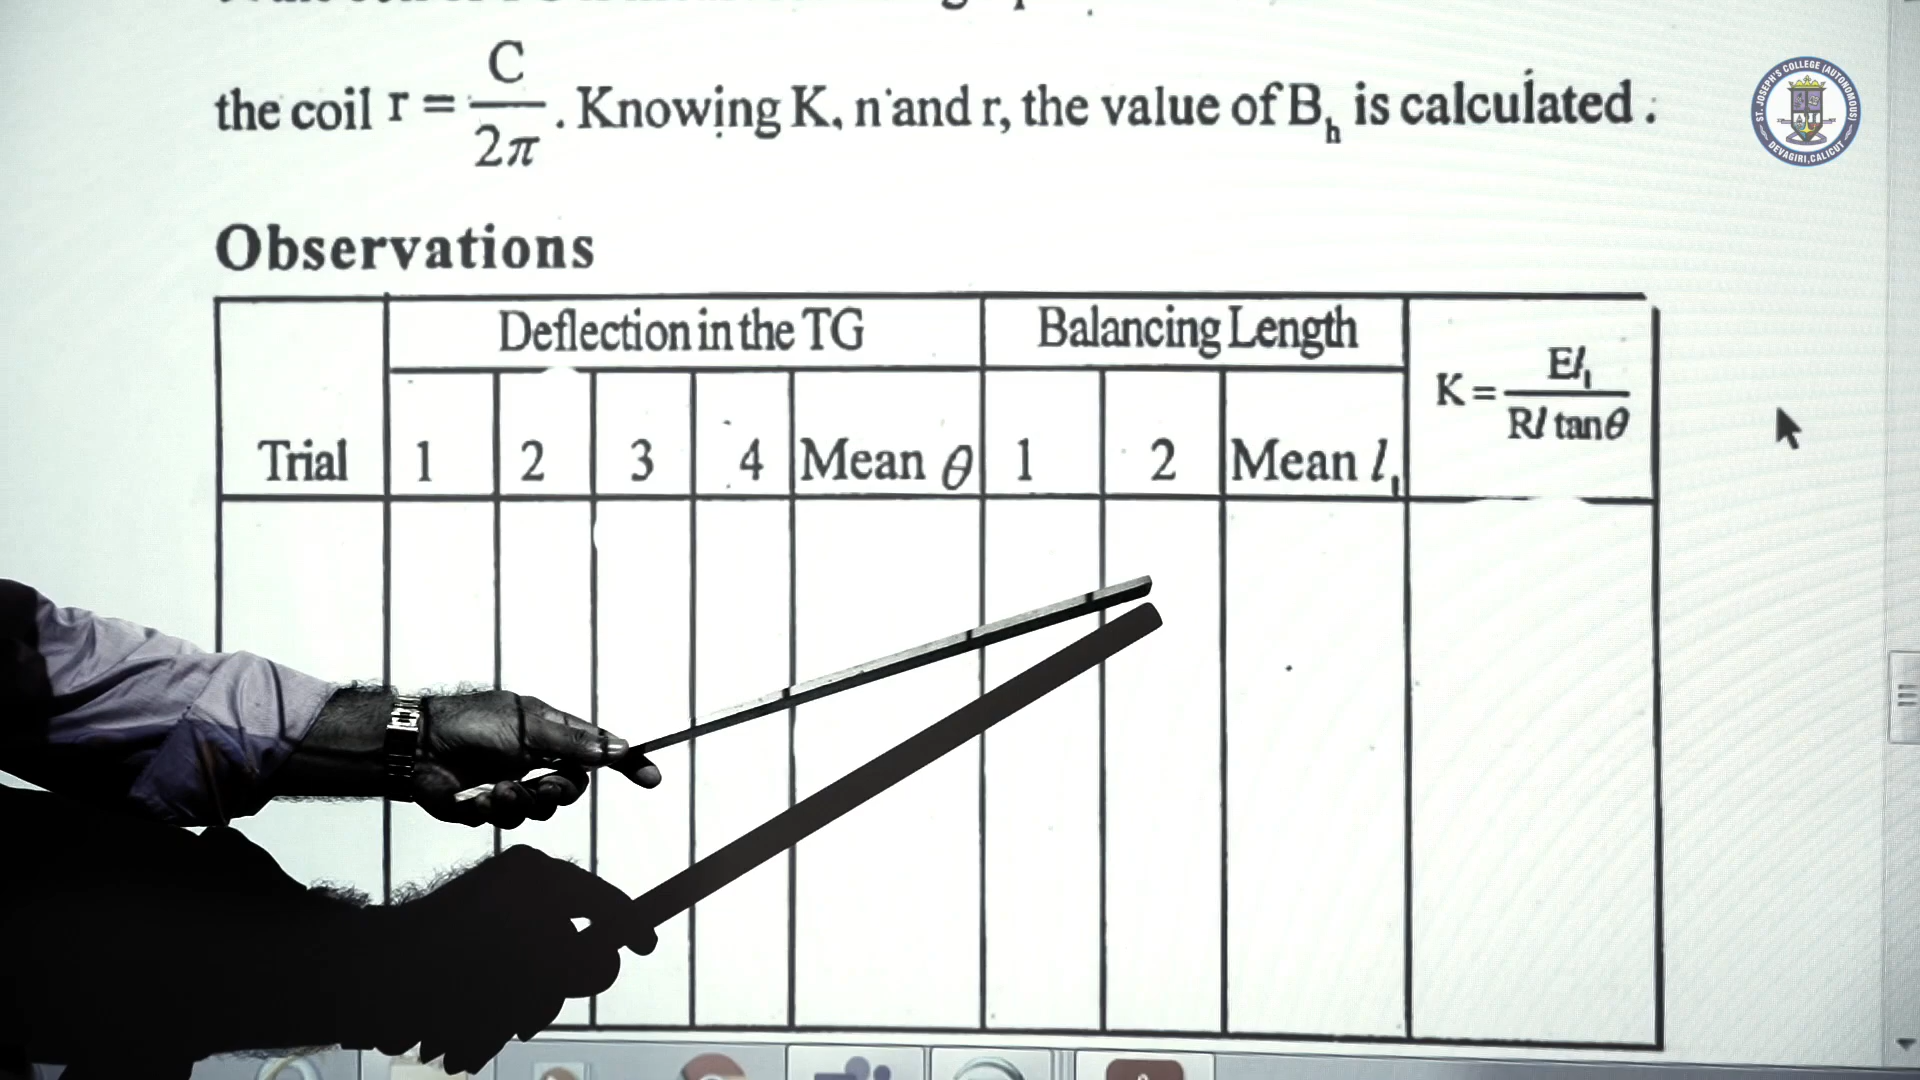 the coil r = C / 2π . Knowing K, n and r, the value of B_h is calculated .
ST. JOSEPH'S COLLEGE (AUTONOMOUS)
DEVAGIRI, CALICUT
Observations
Deflection in the TG Balancing Length
K = El₁ / Rl tanθ
Trial 1 2 3 4 Mean θ 1 2 Mean l₁